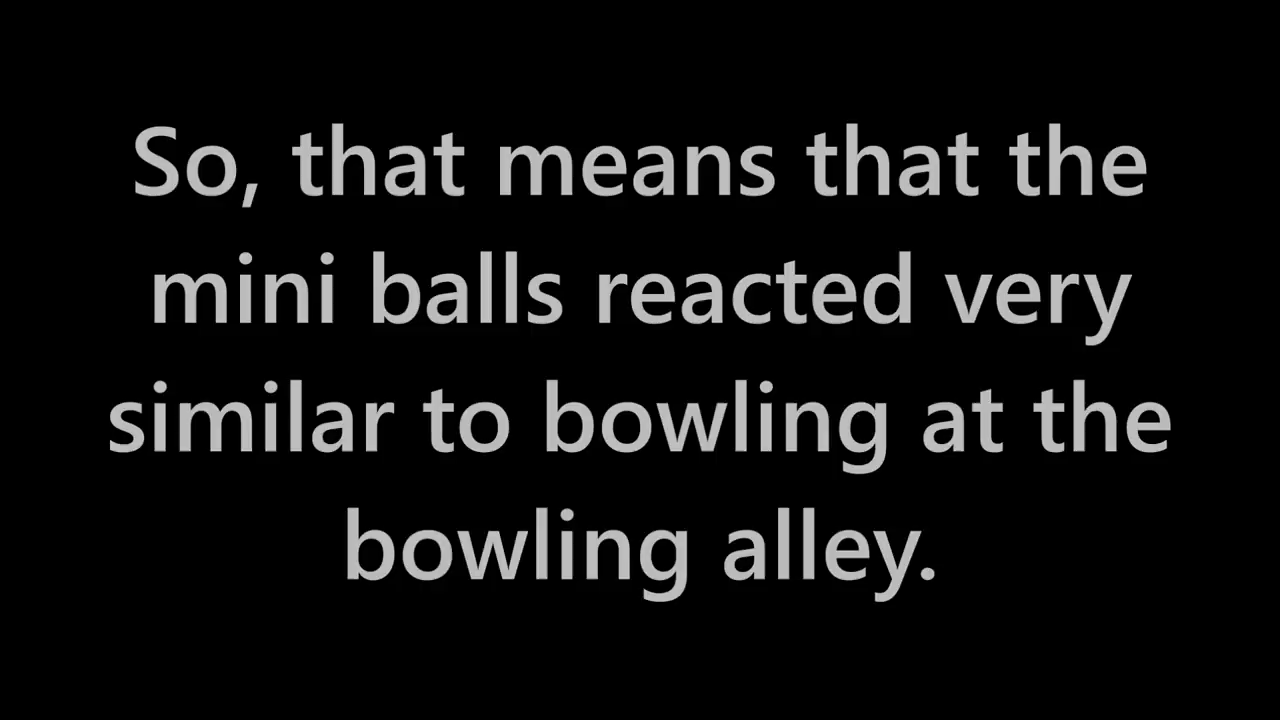 So, that means that the
mini balls reacted very
similar to bowling at the
bowling alley.